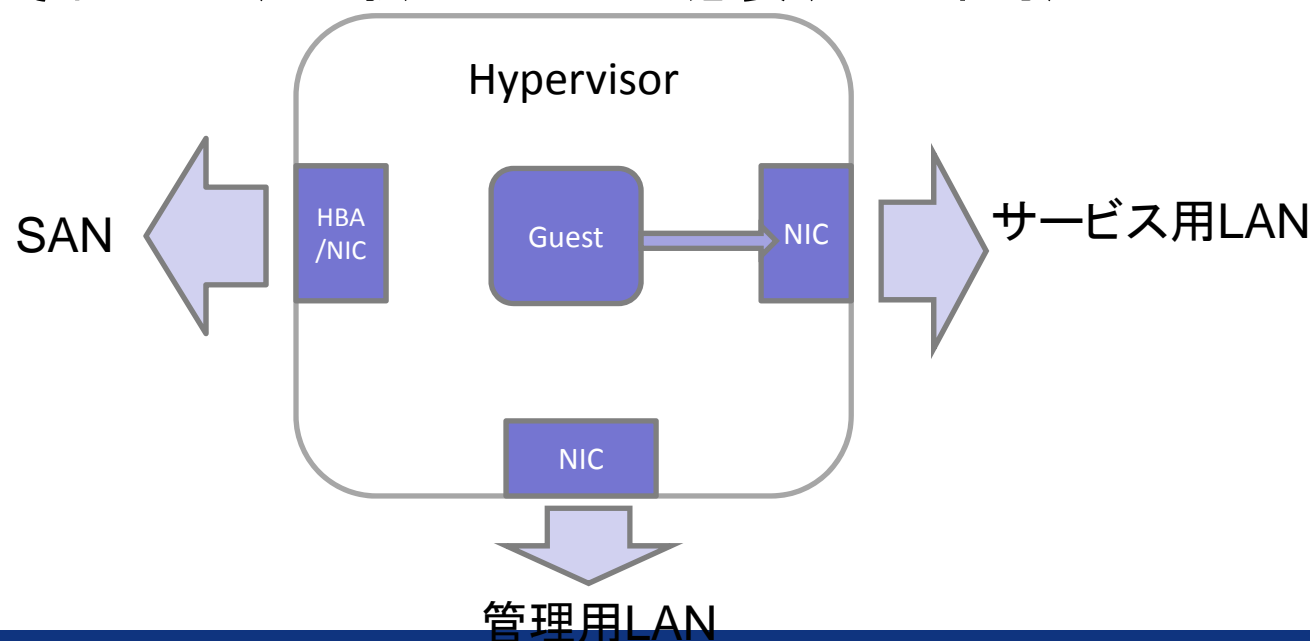 Hypervisor
SAN
HBA
/NIC
Guest
NIC
サービス用LAN
NIC
管理用LAN